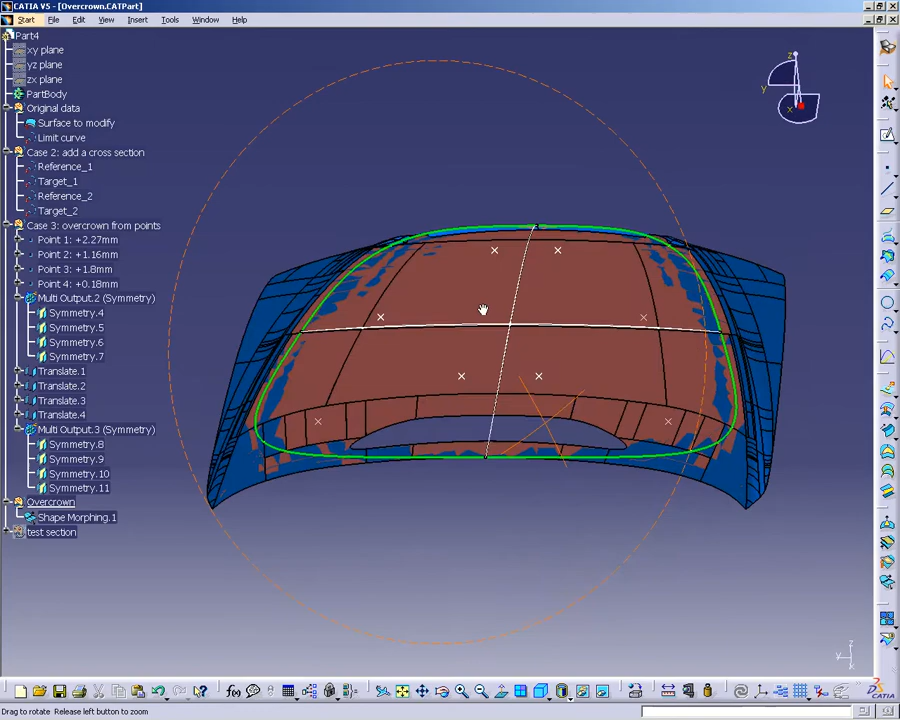 CATIA V5 - [Overcrown.CATPart]
Start File Edit View Insert Tools Window Help
Part4
xy plane
yz plane
zx plane
PartBody
Original data
Surface to modify
Limit curve
Case 2: add a cross section
Reference_1
Target_1
Reference_2
Target_2
Case 3: overcrown from points
Point 1: +2.27mm
Point 2: +1.16mm
Point 3: +1.8mm
Point 4: +0.18mm
Multi Output.2 (Symmetry)
Symmetry.4
Symmetry.5
Symmetry.6
Symmetry.7
Translate.1
Translate.2
Translate.3
Translate.4
Multi Output.3 (Symmetry)
Symmetry.8
Symmetry.9
Symmetry.10
Symmetry.11
Overcrown
Shape Morphing.1
test section
z
y
x
z
y
x
f(x)
CATIA
Drag to rotate Release left button to zoom